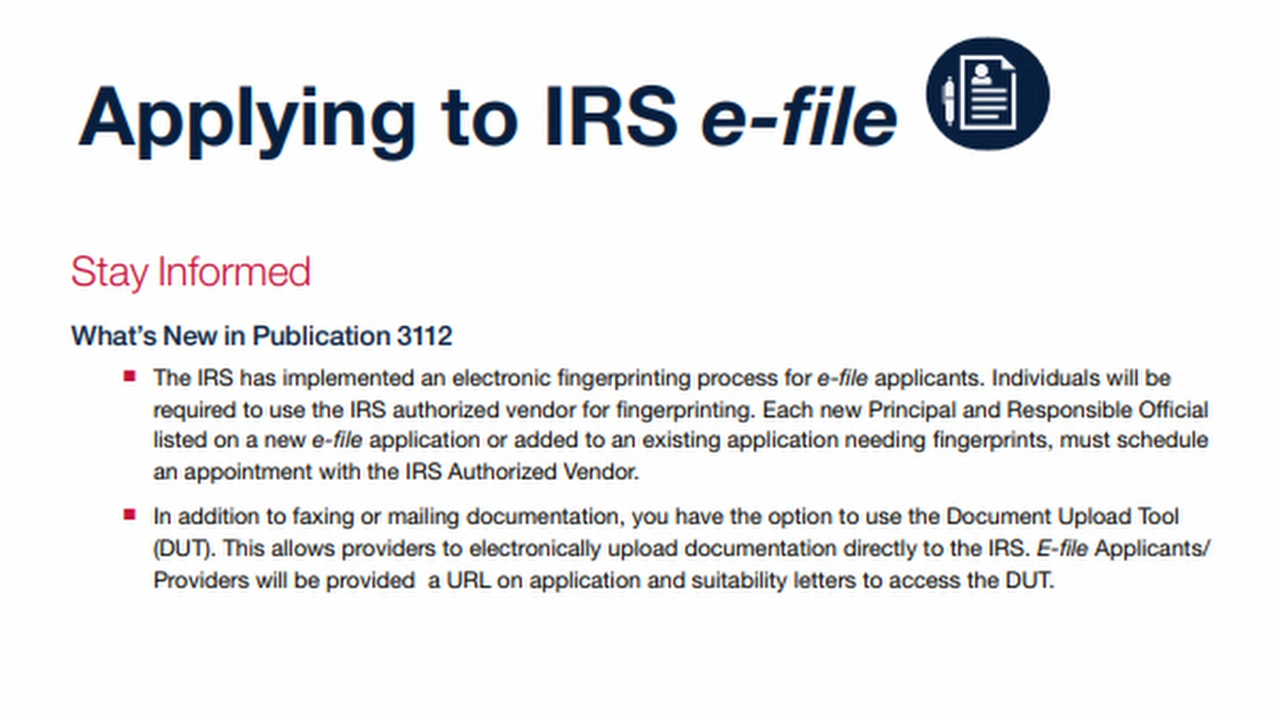 Applying to IRS e-file
Stay Informed
What's New in Publication 3112
The IRS has implemented an electronic fingerprinting process for e-file applicants. Individuals will be
required to use the IRS authorized vendor for fingerprinting. Each new Principal and Responsible Official
listed on a new e-file application or added to an existing application needing fingerprints, must schedule
an appointment with the IRS Authorized Vendor.
In addition to faxing or mailing documentation, you have the option to use the Document Upload Tool
(DUT). This allows providers to electronically upload documentation directly to the IRS. E-file Applicants/
Providers will be provided  a URL on application and suitability letters to access the DUT.